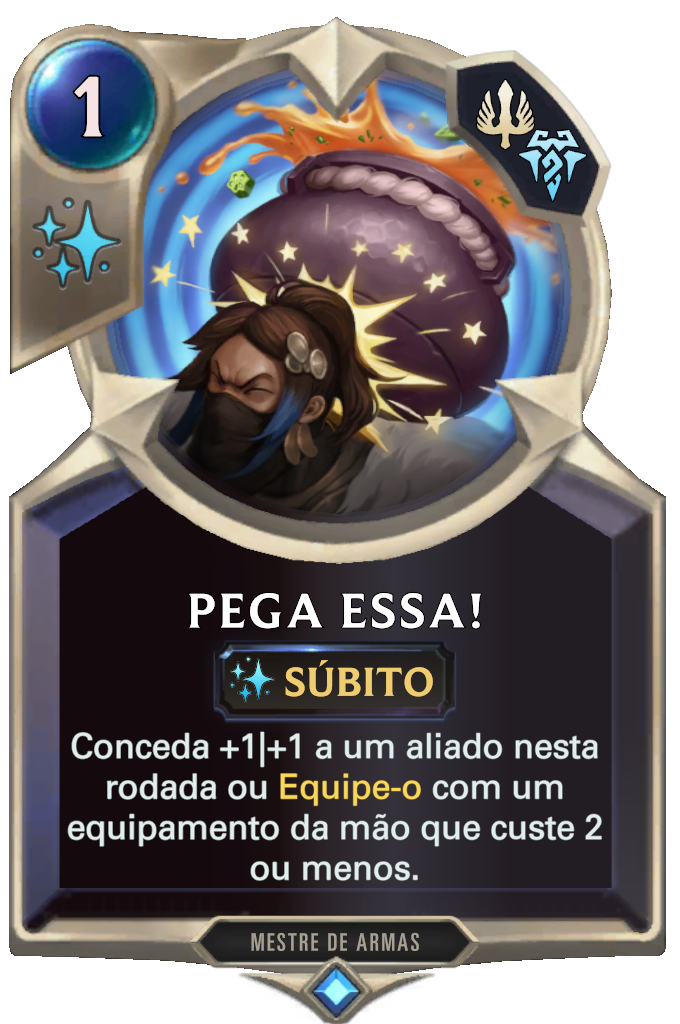 1
PEGA ESSA!
SÚBITO
Conceda +1|+1 a um aliado nesta
rodada ou Equipe-o com um
equipamento da mão que custe 2
ou menos.
MESTRE DE ARMAS